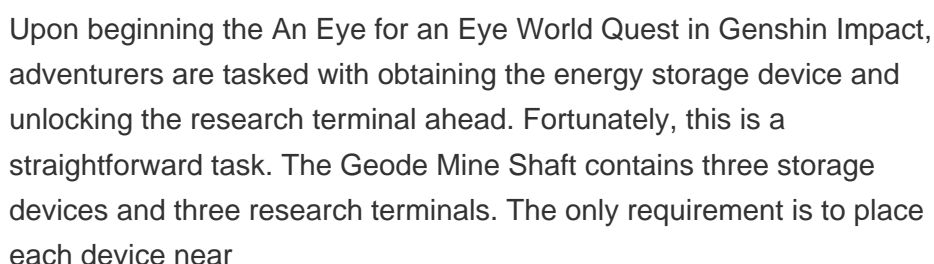 Upon beginning the An Eye for an Eye World Quest in Genshin Impact,
adventurers are tasked with obtaining the energy storage device and
unlocking the research terminal ahead. Fortunately, this is a
straightforward task. The Geode Mine Shaft contains three storage
devices and three research terminals. The only requirement is to place
each device near